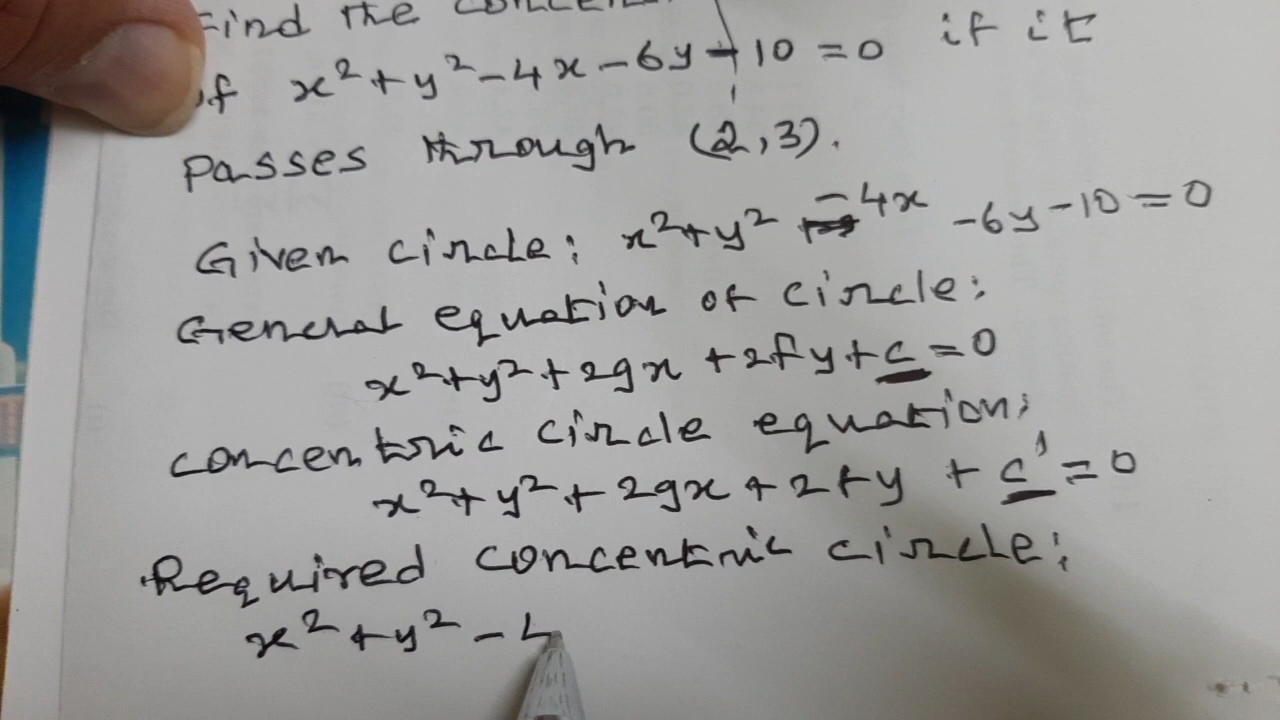 Find the
of x²+y²-4x-6y-10=0 if it
Passes through (2,3).
Given circle: x²+y² -4x -6y-10=0
General equation of circle:
x²+y²+2gx+2fy+c=0
concentric circle equation:
x²+y²+2gx+2fy+c'=0
Required concentric circle:
x²+y²-4